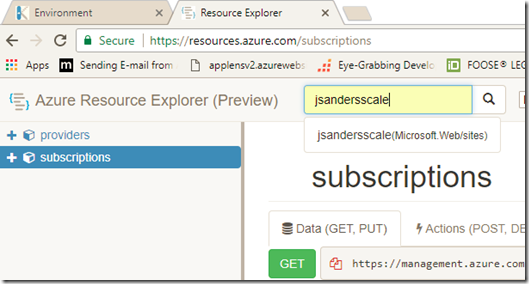 Environment
Resource Explorer
Secure
https://resources.azure.com/subscriptions
Apps
Sending E-mail from
applensv2.azurewebs
Eye-Grabbing Develo
FOOSE® LEG
Azure Resource Explorer (Preview)
jsandersscale
providers
jsandersscale(Microsoft.Web/sites)
subscriptions
subscriptions
Data (GET, PUT)
Actions (POST, DE
GET
https://management.azure.com